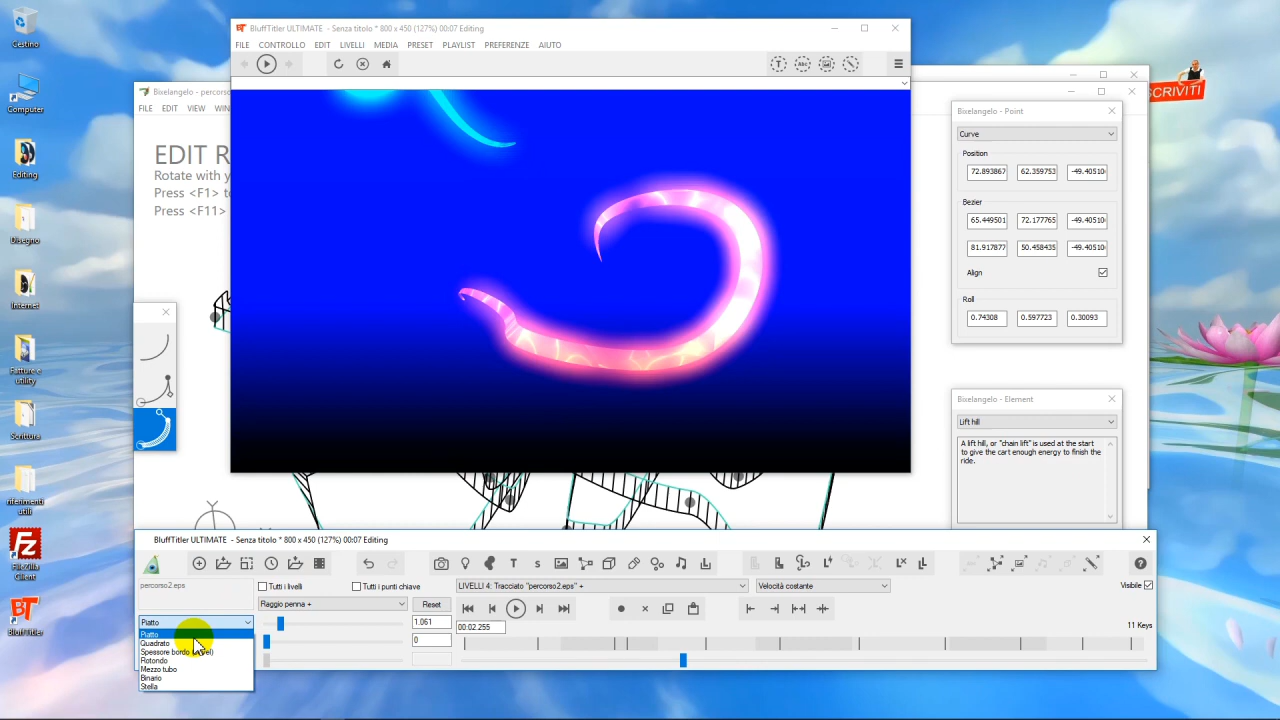 Cestino
Computer
Editing
Disegno
Internet
Fatture e
utility
Scrittura
riferimenti
utili
FileZilla
Client
BluffTitler
ISCRIVITI
BluffTitler ULTIMATE - Senza titolo * 800 x 450 (127%) 00:07 Editing
FILE CONTROLLO EDIT LIVELLI MEDIA PRESET PLAYLIST PREFERENZE AIUTO
Bixelangelo - percorso
FILE EDIT VIEW WIN
EDIT R
Rotate with y
Press <F1> to
Press <F11>
Bixelangelo - Point
Curve
Position
72.893867 62.359753 -49.40510
Bezier
65.449501 72.177765 -49.40510
81.917877 50.458435 -49.40510
Align
Roll
0.74308 0.597723 0.30093
Bixelangelo - Element
Lift hill
A lift hill, or "chain lift" is used at the start
to give the cart enough energy to finish the
ride.
Y
BluffTitler ULTIMATE - Senza titolo * 800 x 450 (127%) 00:07 Editing
percorso2.eps
Tutti i livelli
Tutti i punti chiave
LIVELLI 4: Tracciato "percorso2.eps" +
Velocità costante
Visibile
Raggio penna +
Reset
1.061
0
00:02.255
11 Keys
Piatto
Piatto
Quadrato
Spessore bordo
Rotondo
Mezzo tubo
Binario
Stella